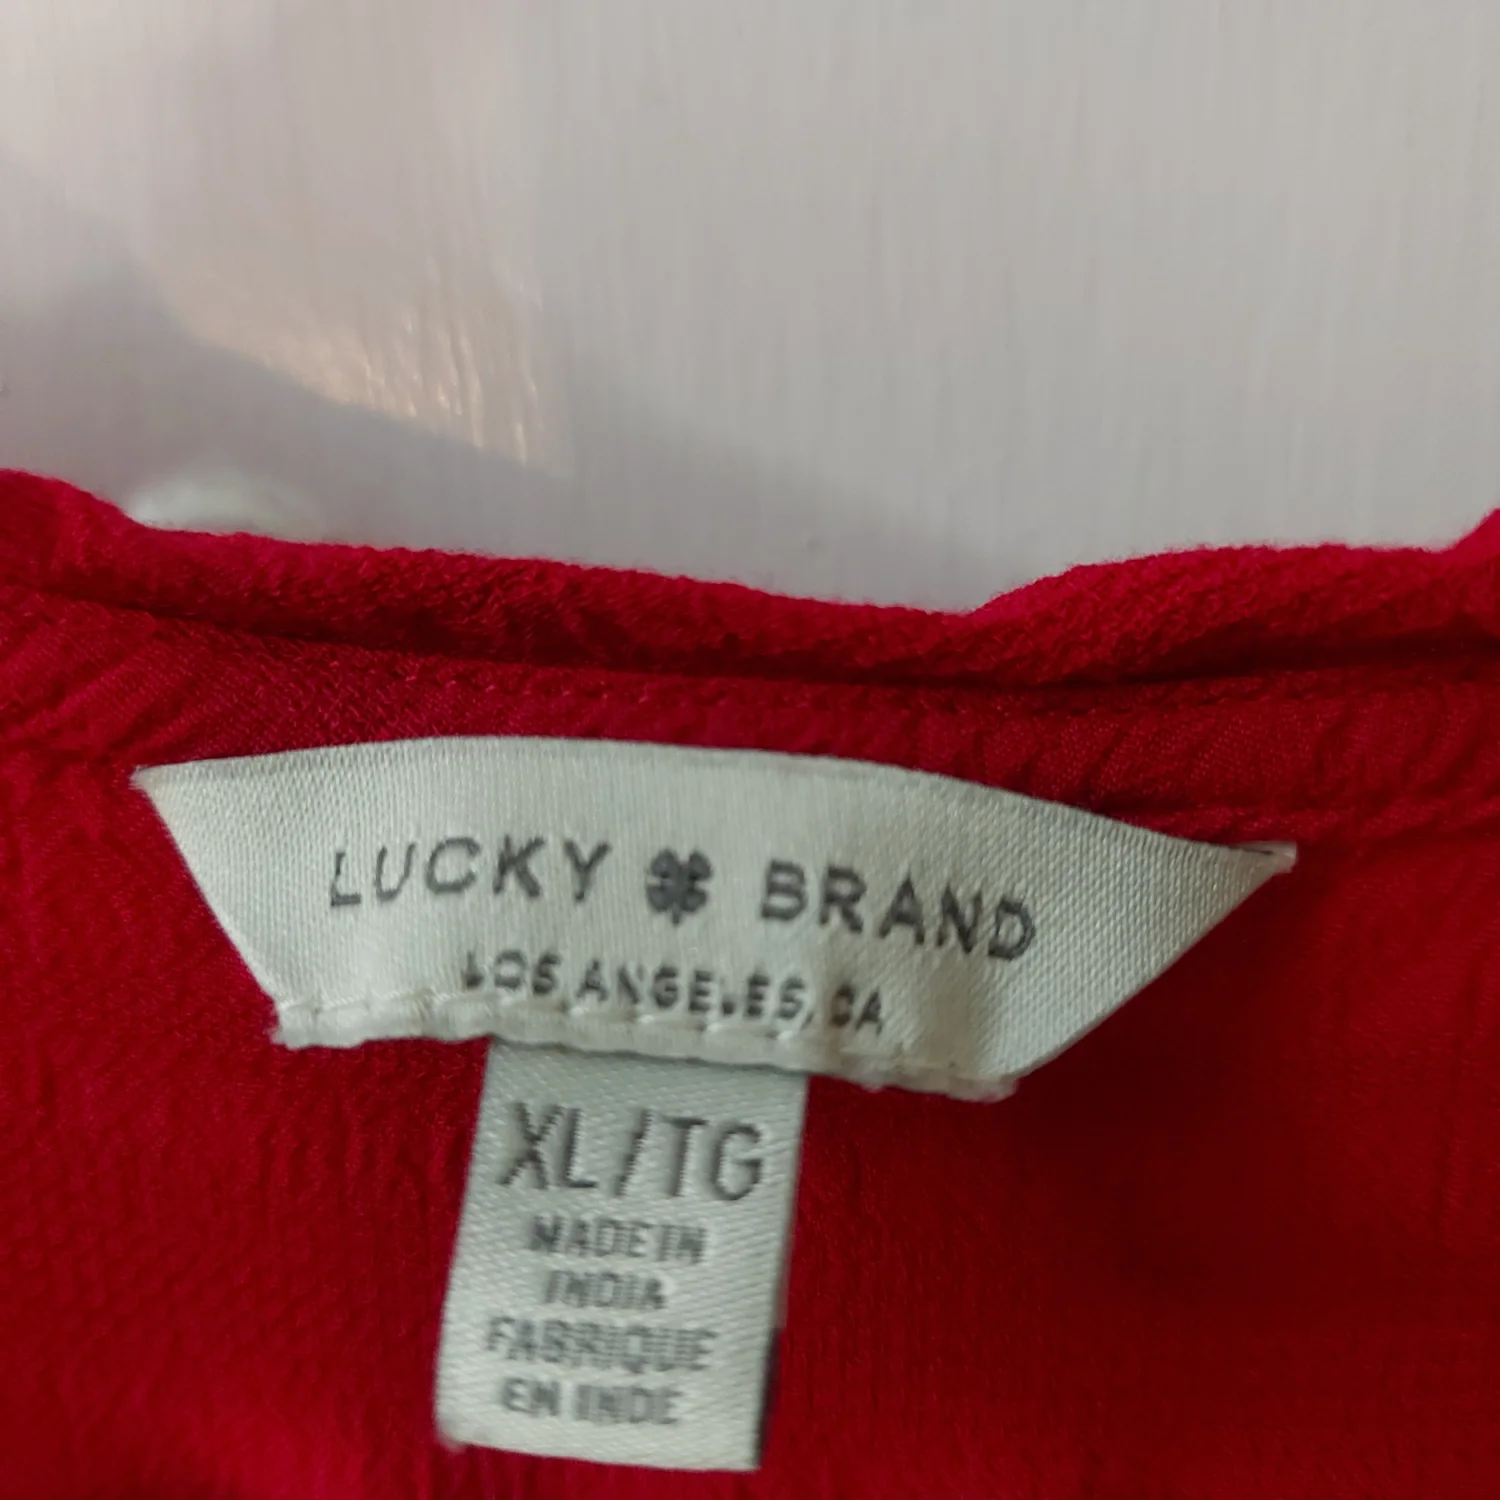 LUCKY BRAND
LOS ANGELES, CA
XL/TG
MADE IN
INDIA
FABRIQUE
EN INDE